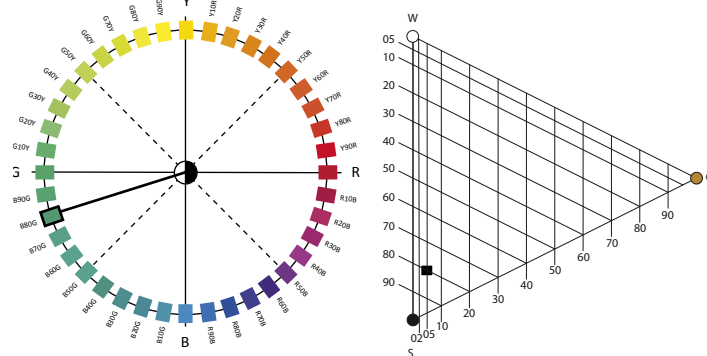 Y
Y10R
Y20R
Y30R
Y40R
Y50R
Y60R
Y70R
Y80R
Y90R
R
R10B
R20B
R30B
R40B
R50B
R60B
R70B
R80B
R90B
B
B10G
B20G
B30G
B40G
B50G
B60G
B70G
B80G
B90G
G
G10Y
G20Y
G30Y
G40Y
G50Y
G60Y
G70Y
G80Y
G90Y
W
05
10
20
30
40
50
60
70
80
90
S
02
05
10
20
30
40
50
60
70
80
90